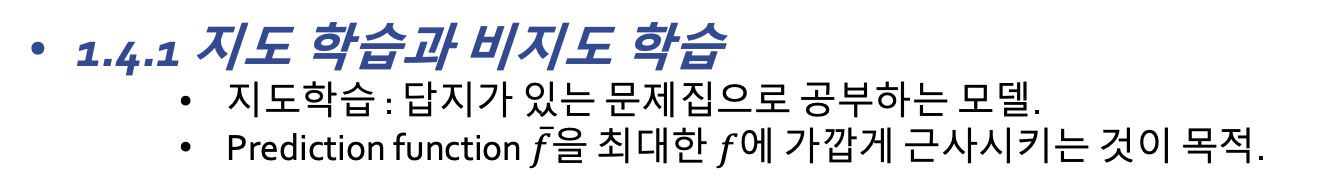 • 1.4.1 지도 학습과 비지도 학습
• 지도학습 : 답지가 있는 문제집으로 공부하는 모델.
• Prediction function f̄을 최대한 f에 가깝게 근사시키는 것이 목적.